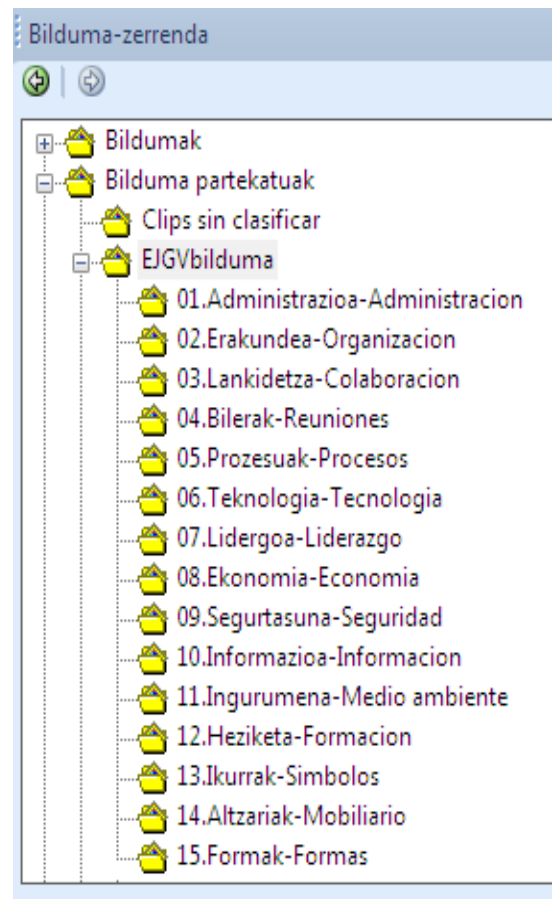 Bilduma-zerrenda
Bildumak
Bilduma partekatuak
Clips sin clasificar
EJGVbilduma
01.Administrazioa-Administracion
02.Erakundea-Organizacion
03.Lankidetza-Colaboracion
04.Bilerak-Reuniones
05.Prozesuak-Procesos
06.Teknologia-Tecnologia
07.Lidergoa-Liderazgo
08.Ekonomia-Economia
09.Segurtasuna-Seguridad
10.Informazioa-Informacion
11.Ingurumena-Medio ambiente
12.Heziketa-Formacion
13.Ikurrak-Simbolos
14.Altzariak-Mobiliario
15.Formak-Formas